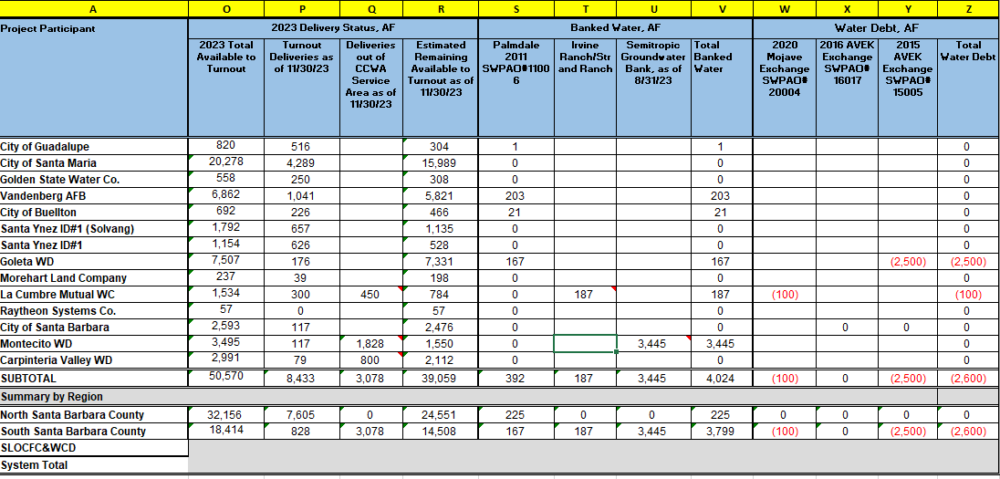 A O P Q R S T U V W X Y Z
Project Participant 2023 Delivery Status, AF Banked Water, AF Water Debt, AF
2023 Total Available to Turnout Turnout Deliveries as of 11/30/23 Deliveries out of CCWA Service Area as of 11/30/23 Estimated Remaining Available to Turnout as of 11/30/23 Palmdale 2011 SWPAO#11006 Irvine Ranch/Str and Ranch Semitropic Groundwater Bank, as of 8/31/23 Total Banked Water 2020 Mojave Exchange SWPAO# 20004 2016 AVEK Exchange SWPAO# 16017 2015 AVEK Exchange SWPAO# 15005 Total Water Debt
City of Guadalupe 820 516 304 1 1 0
City of Santa Maria 20,278 4,289 15,989 0 0 0
Golden State Water Co. 558 250 308 0 0 0
Vandenberg AFB 6,862 1,041 5,821 203 203 0
City of Buellton 692 226 466 21 21 0
Santa Ynez ID#1 (Solvang) 1,792 657 1,135 0 0 0
Santa Ynez ID#1 1,154 626 528 0 0 0
Goleta WD 7,507 176 7,331 167 167 (2,500) (2,500)
Morehart Land Company 237 39 198 0 0 0
La Cumbre Mutual WC 1,534 300 450 784 0 187 187 (100) (100)
Raytheon Systems Co. 57 0 57 0 0 0
City of Santa Barbara 2,593 117 2,476 0 0 0 0 0
Montecito WD 3,495 117 1,828 1,550 0 3,445 3,445 0
Carpinteria Valley WD 2,991 79 800 2,112 0 0 0
SUBTOTAL 50,570 8,433 3,078 39,059 392 187 3,445 4,024 (100) 0 (2,500) (2,600)
Summary by Region
North Santa Barbara County 32,156 7,605 0 24,551 225 0 0 225 0 0 0 0
South Santa Barbara County 18,414 828 3,078 14,508 167 187 3,445 3,799 (100) 0 (2,500) (2,600)
SLOCFC&WCD
System Total